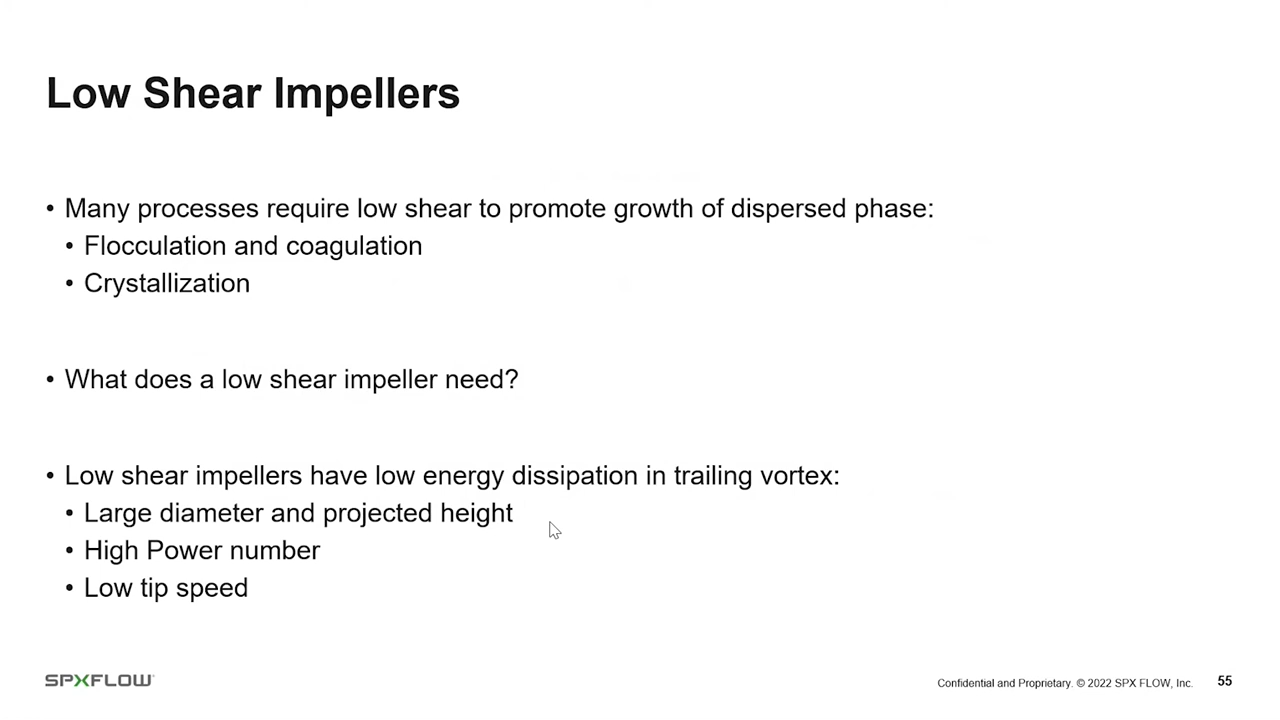 Low Shear Impellers
• Many processes require low shear to promote growth of dispersed phase:
• Flocculation and coagulation
• Crystallization
• What does a low shear impeller need?
• Low shear impellers have low energy dissipation in trailing vortex:
• Large diameter and projected height
• High Power number
• Low tip speed
SPXFLOW
Confidential and Proprietary. © 2022 SPX FLOW, Inc. 55